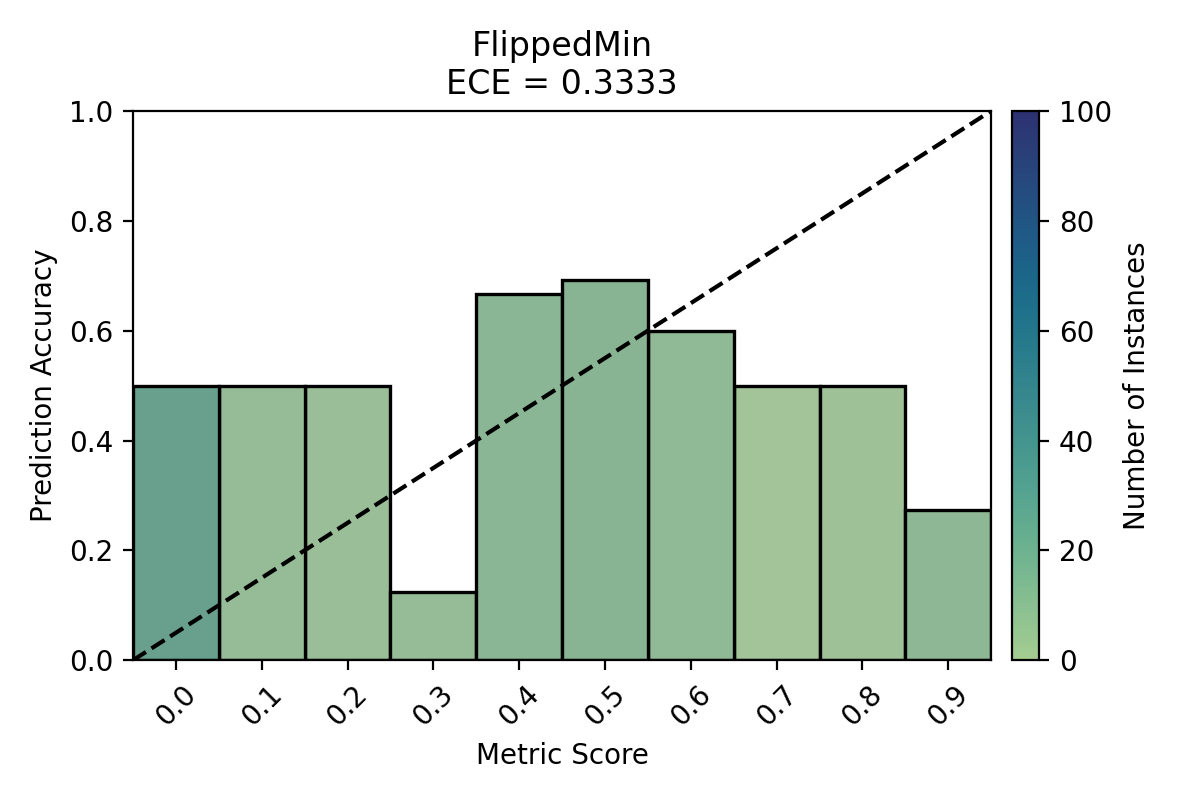 FlippedMin
ECE = 0.3333
Prediction Accuracy
1.0
0.8
0.6
0.4
0.2
0.0
0.0 0.1 0.2 0.3 0.4 0.5 0.6 0.7 0.8 0.9
Metric Score
100
80
60
40
20
0
Number of Instances